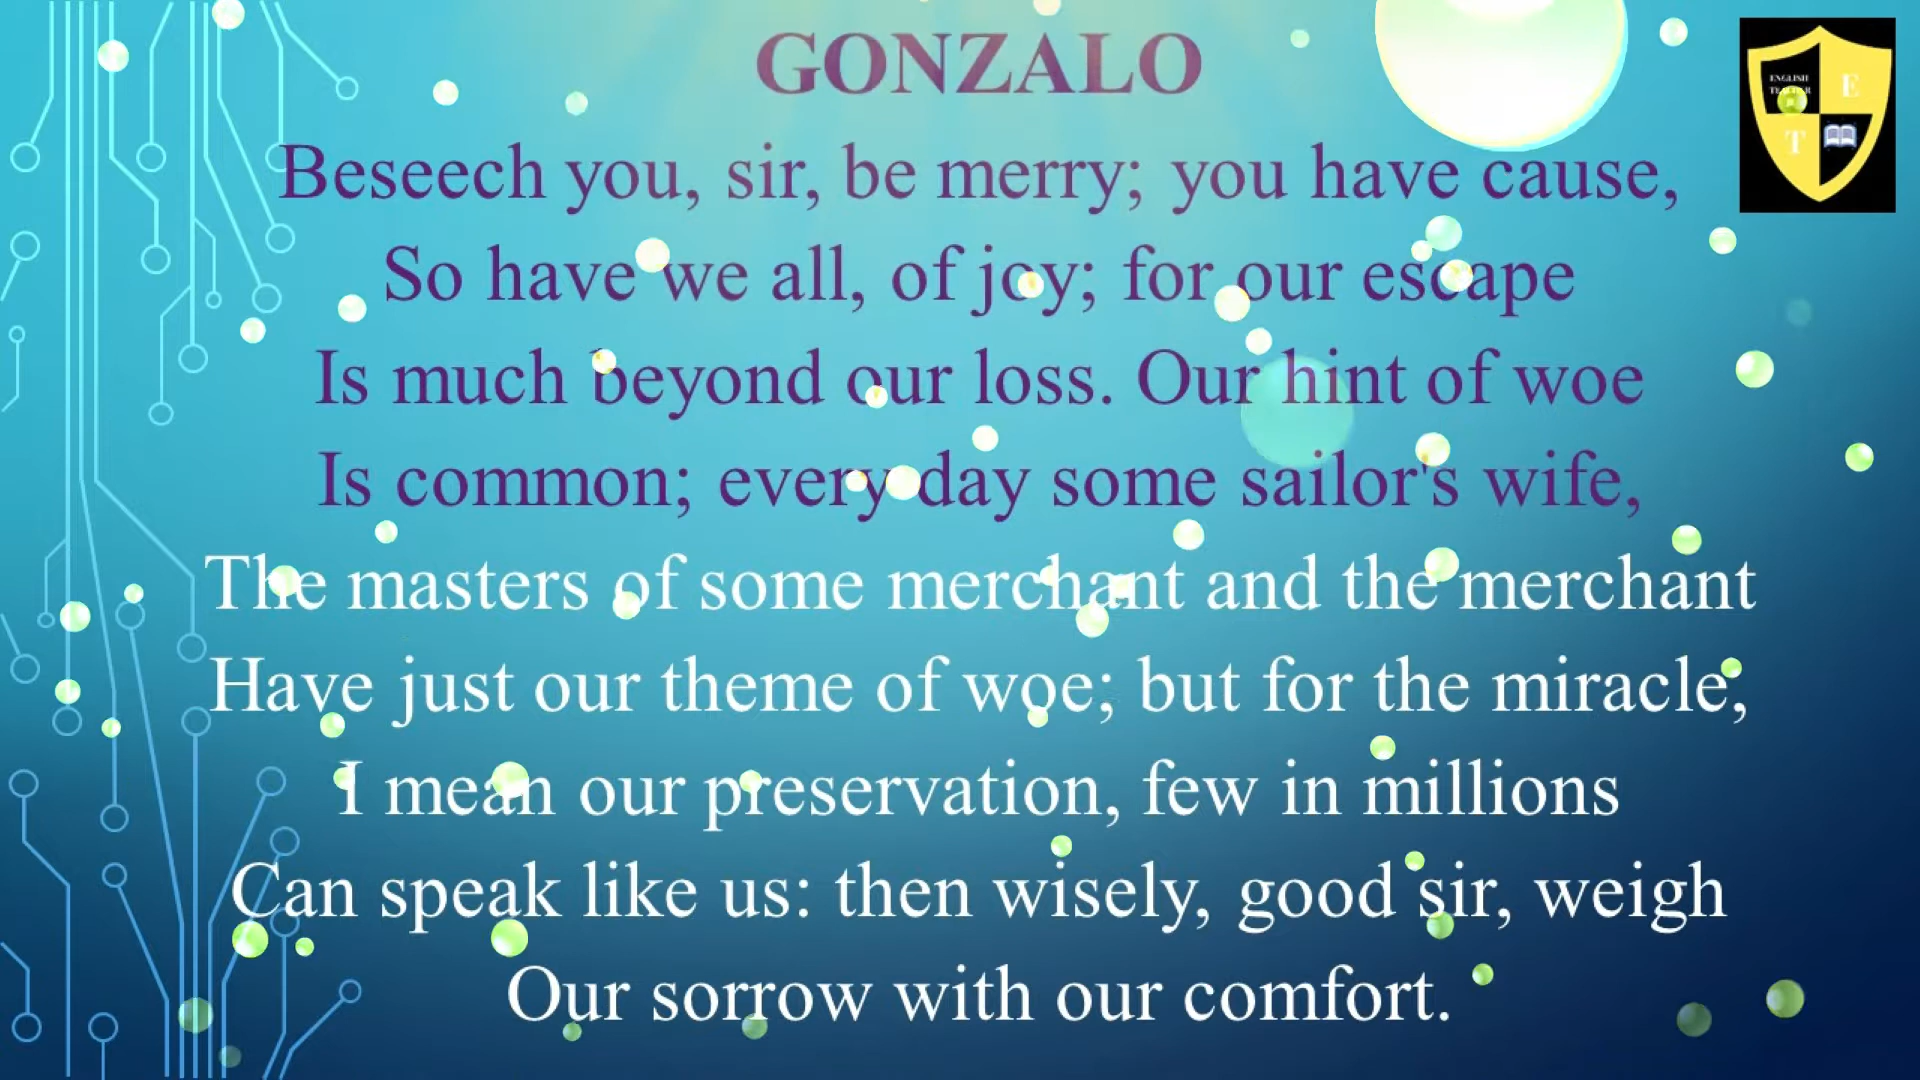 GONZALO
Beseech you, sir, be merry; you have cause,
So have we all, of joy; for our escape
Is much beyond our loss. Our hint of woe
Is common; every day some sailor's wife,
The masters of some merchant and the merchant
Have just our theme of woe; but for the miracle,
I mean our preservation, few in millions
Can speak like us: then wisely, good sir, weigh
Our sorrow with our comfort.
ENGLISH
E
T